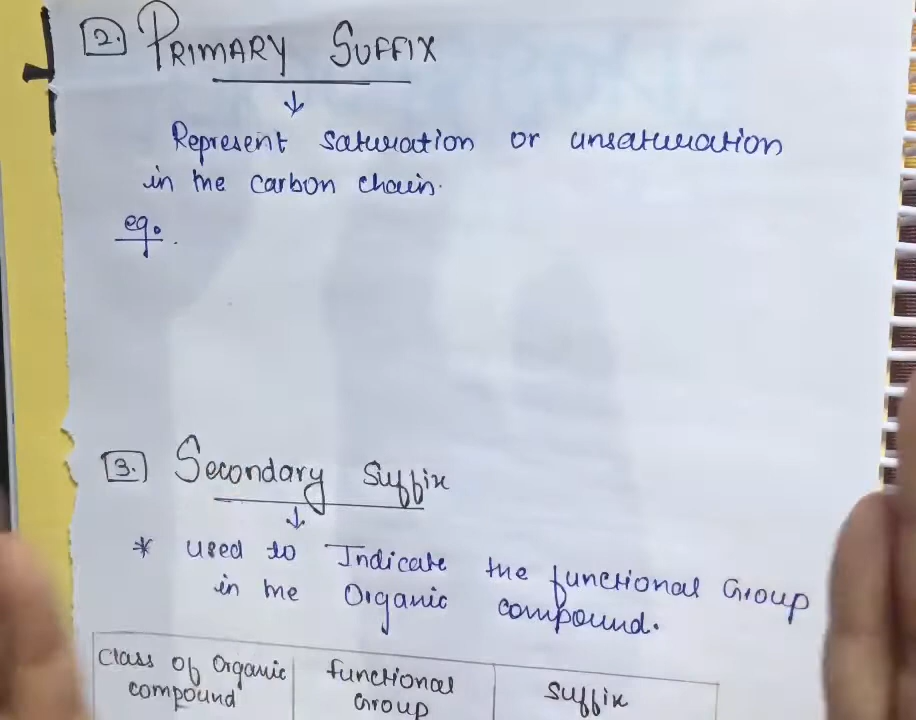 2. PRIMARY SUFFIX
↓
Represent saturation or unsaturation
in the carbon chain.
eg.
3. Secondary Suffix
↓
* used to Indicate the functional Group
in the Organic compound.
Class of Organic compound
functional Group
Suffix